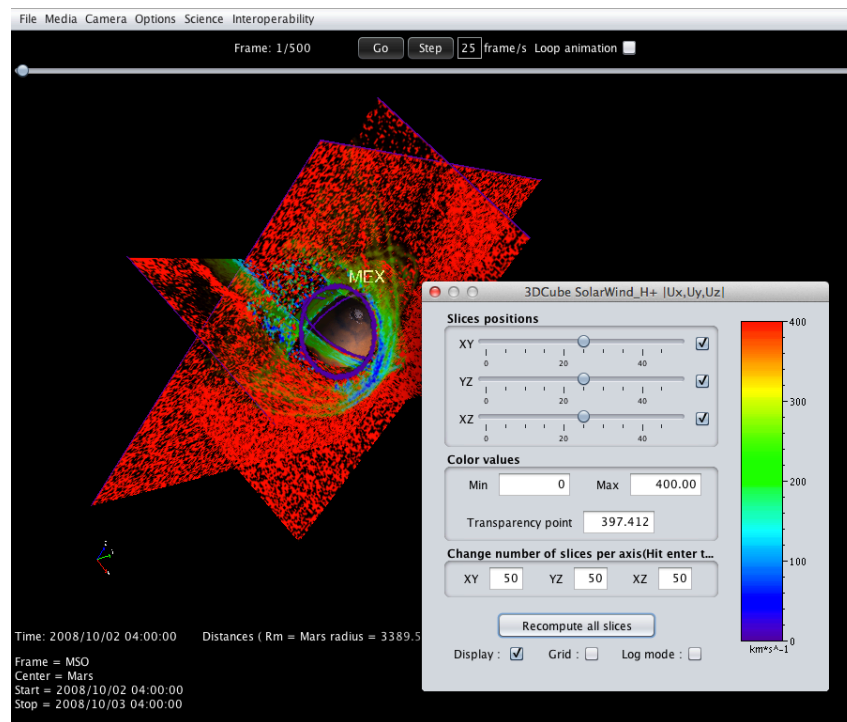 File Media Camera Options Science Interoperability
Frame: 1/500 Go Step 25 frame/s Loop animation
MEX
3DCube SolarWind_H+ |Ux,Uy,Uz|
Slices positions
XY
0 20 40
YZ
0 20 40
XZ
0 20 40
Color values
Min 0 Max 400.00
Transparency point 397.412
Change number of slices per axis(Hit enter t...
XY 50 YZ 50 XZ 50
Recompute all slices
Display : Grid : Log mode :
400
300
200
100
0
km*s^-1
Time: 2008/10/02 04:00:00 Distances ( Rm = Mars radius = 3389.5
Frame = MSO
Center = Mars
Start = 2008/10/02 04:00:00
Stop = 2008/10/03 04:00:00